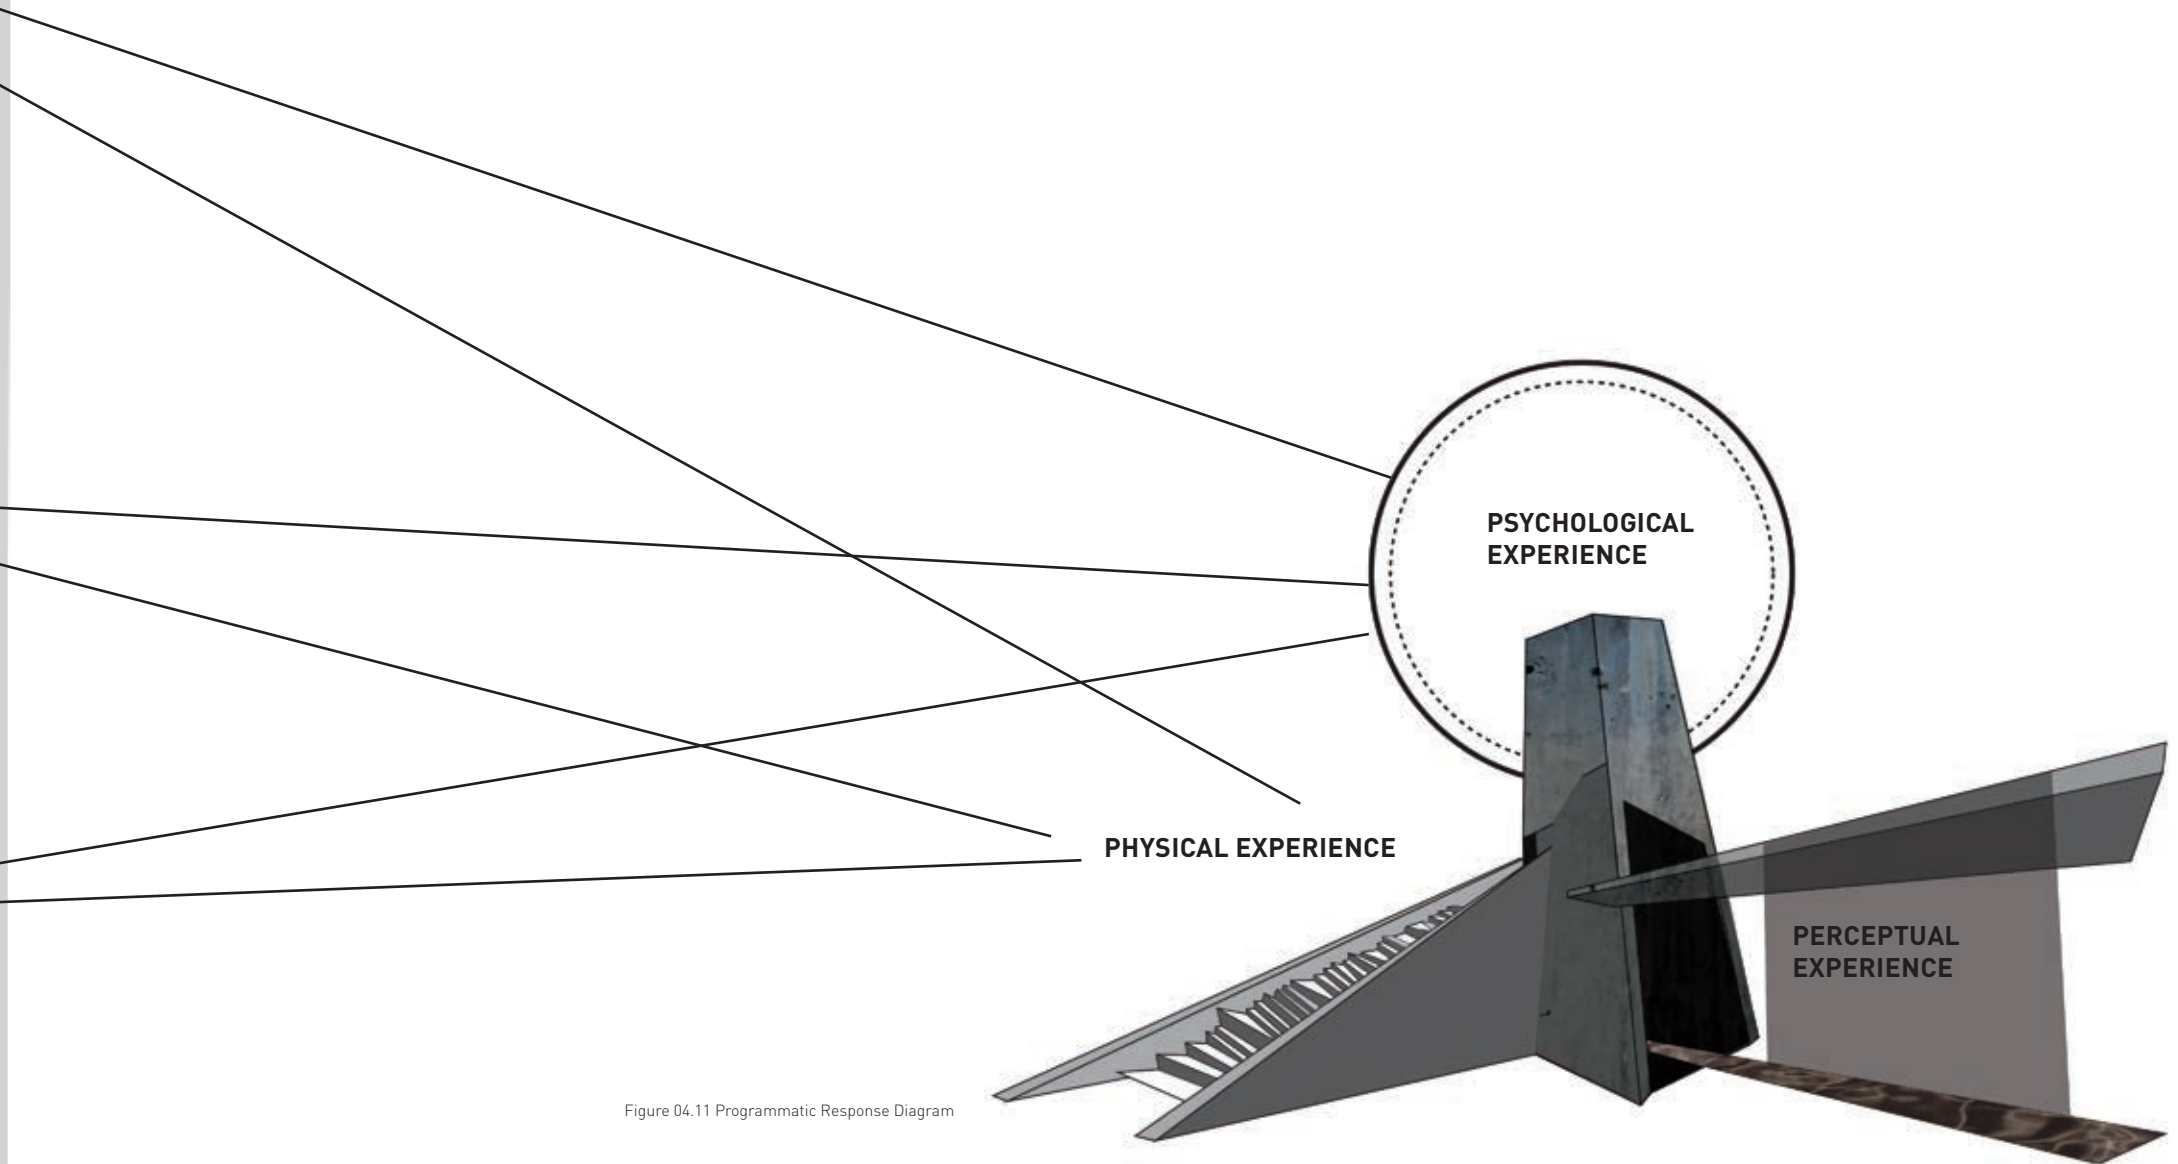 PSYCHOLOGICAL
EXPERIENCE
PHYSICAL EXPERIENCE
PERCEPTUAL
EXPERIENCE
Figure 04.11 Programmatic Response Diagram